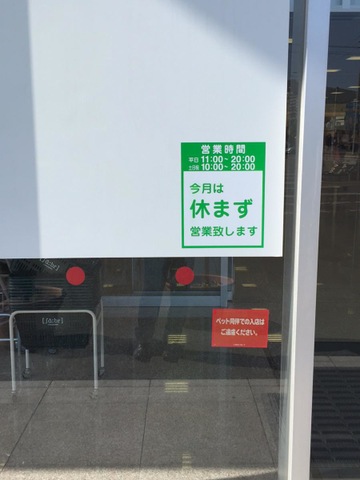 営業時間
平日 11:00~20:00
土日祝 10:00~20:00
今月は
休まず
営業致します
ペット同伴での入店は
ご遠慮ください。